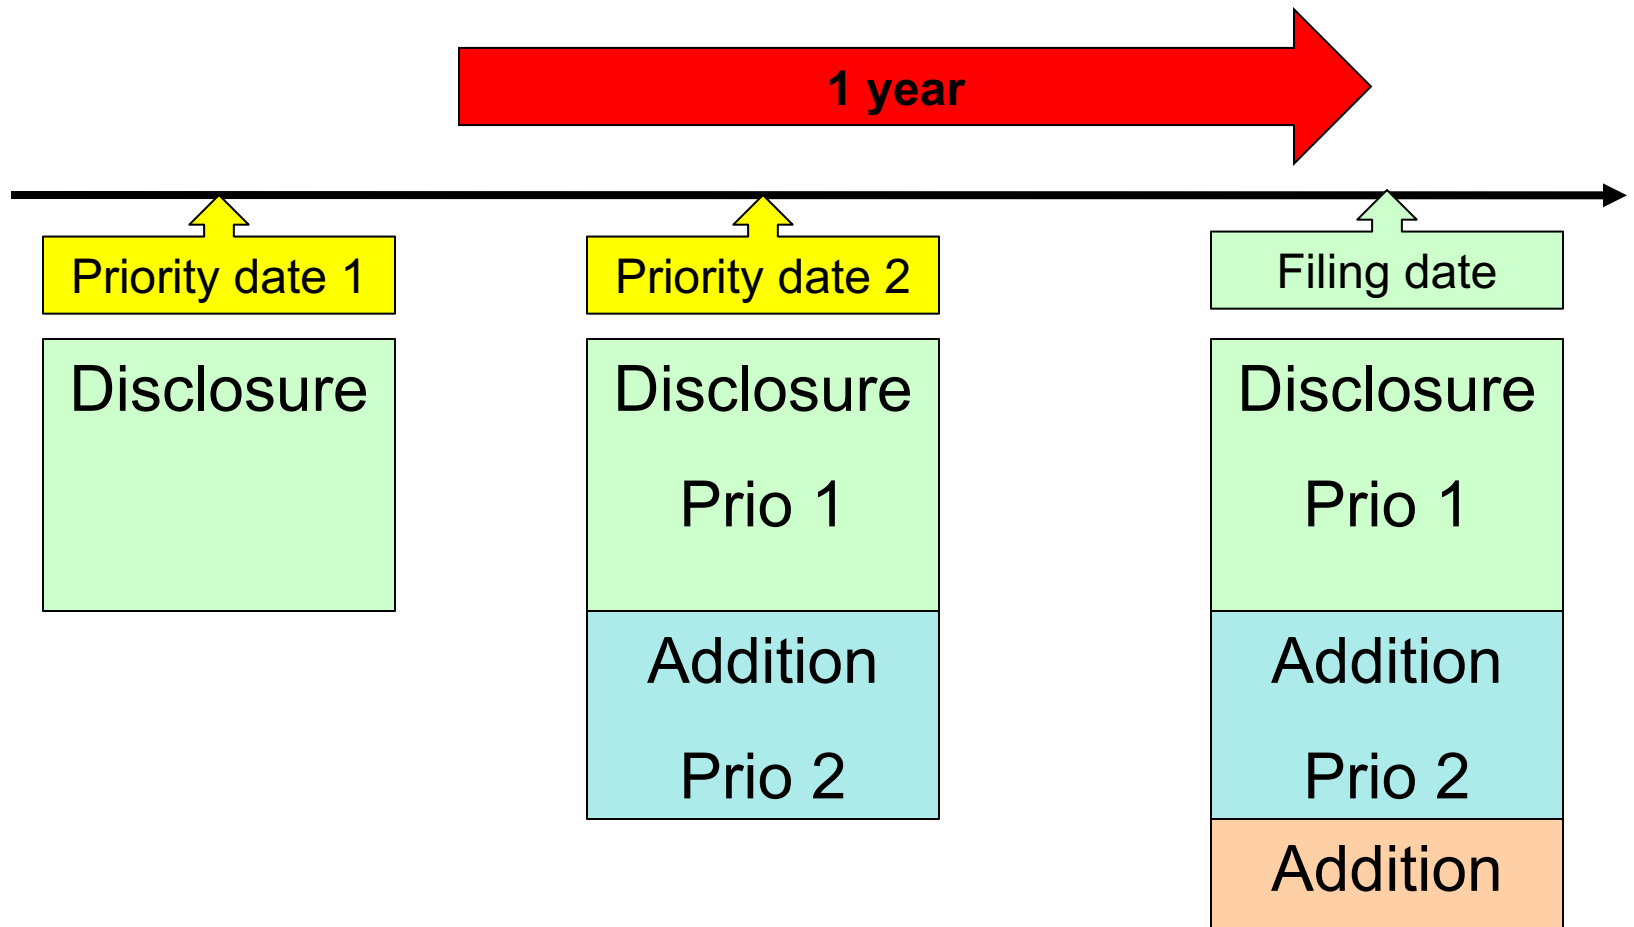 1 year
Priority date 1
Priority date 2
Filing date
Disclosure
Disclosure
Prio 1
Addition
Prio 2
Disclosure
Prio 1
Addition
Prio 2
Addition